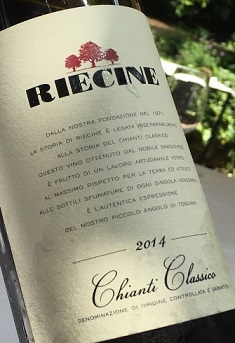 RIECINE
DALLA NOSTRA FONDAZIONE NEL 1971
LA STORIA DI RIECINE È LEGATA INSEPARABILMENTE
ALLA STORIA DEL CHIANTI CLASSICO
QUESTO VINO OTTENUTO DAL NOBILE SANGIOVESE
È FRUTTO DI UN LAVORO ARTIGIANALE VOTATO
AL MASSIMO RISPETTO PER LA TERRA ED ATTENTO
ALLE SOTTILI SFUMATURE DI OGNI SINGOLA VENDEMMIA
È L'AUTENTICA ESPRESSIONE
DEL NOSTRO PICCOLO ANGOLO DI TOSCANA
2014
Chianti Classico
DENOMINAZIONE DI ORIGINE CONTROLLATA E GARANTITA